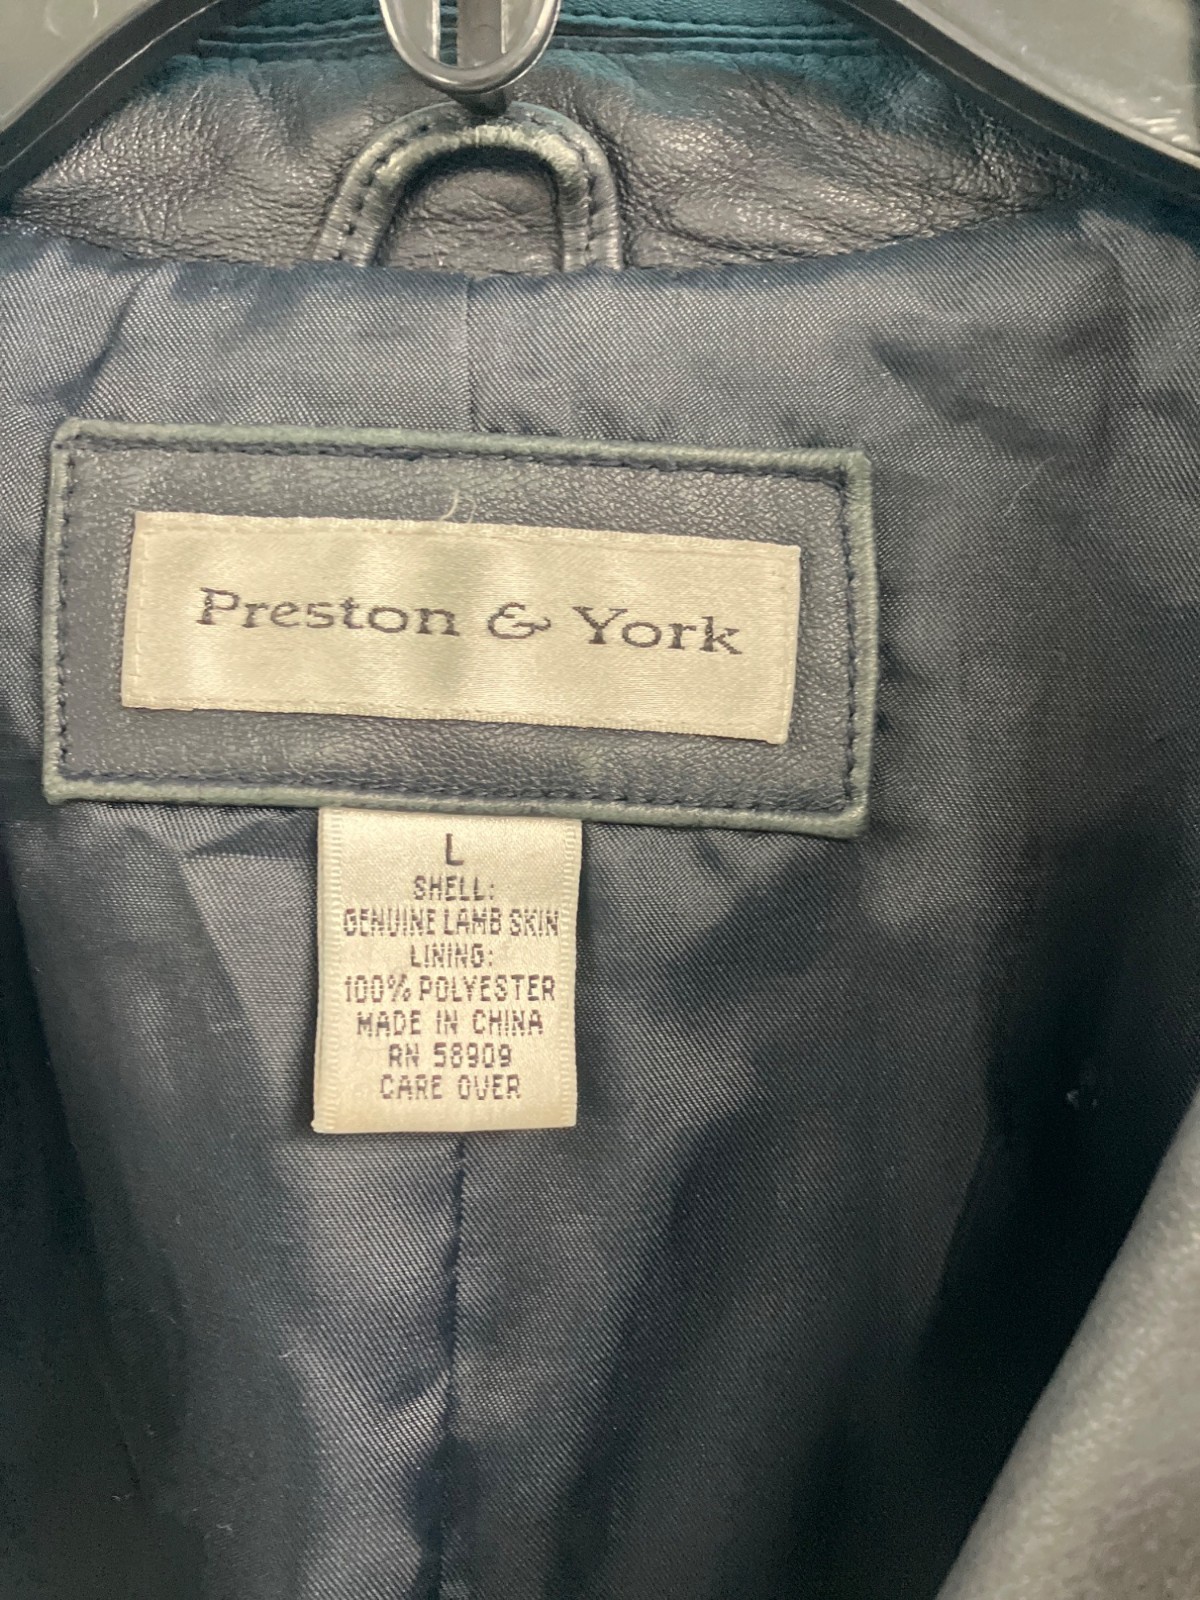 Preston & York
L
SHELL:
GENUINE LAMB SKIN
LINING:
100% POLYESTER
MADE IN CHINA
RN 58909
CARE OVER